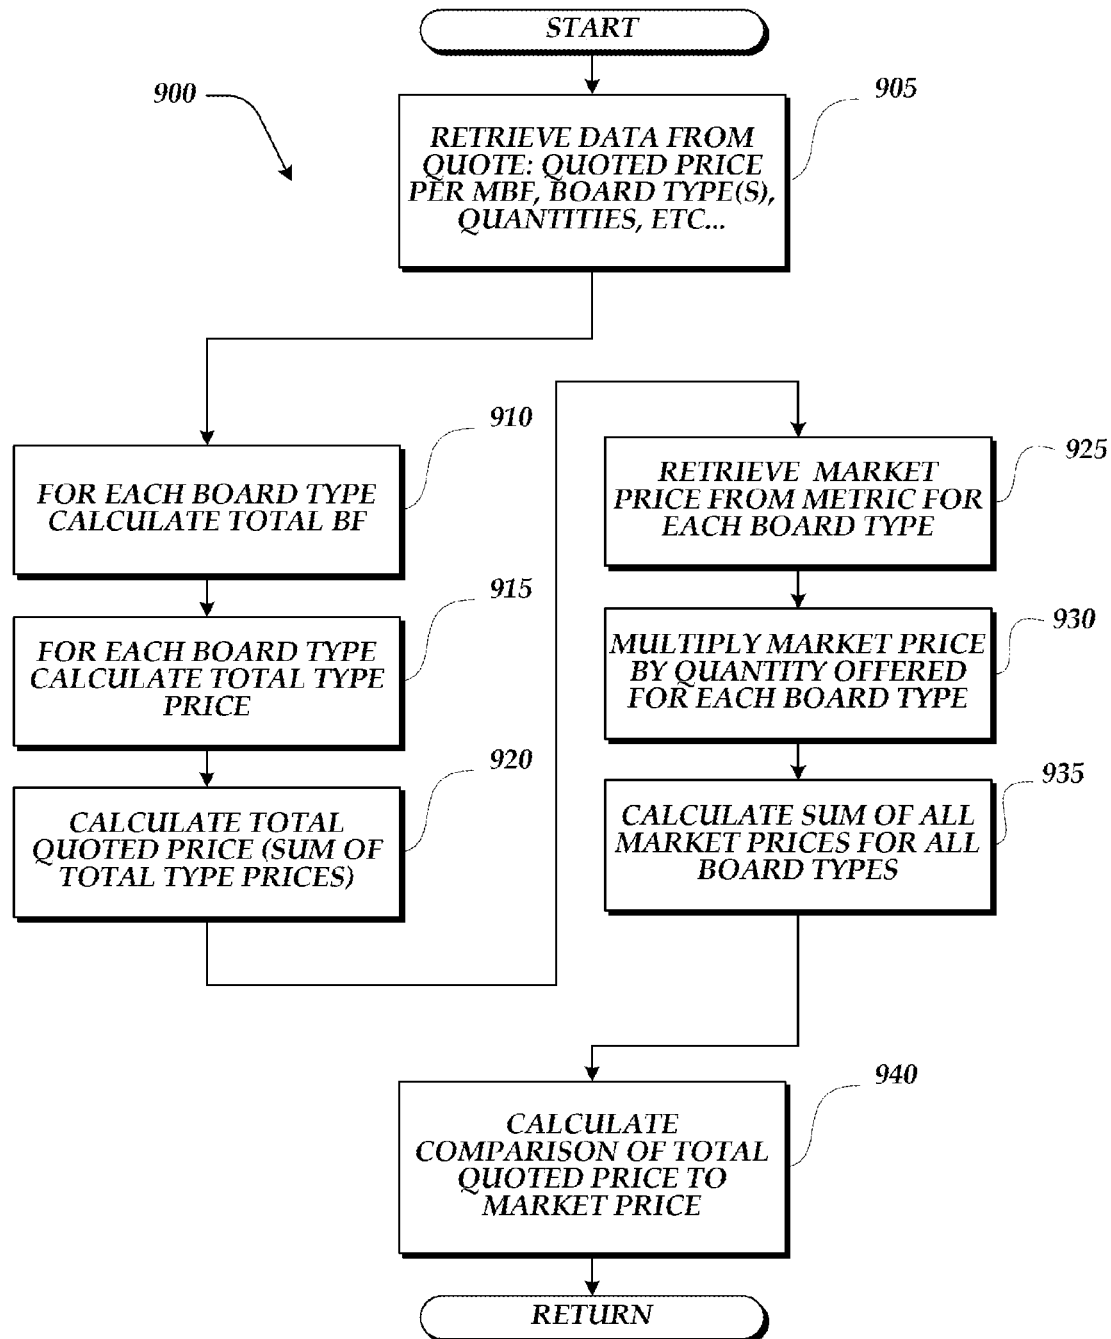 START
900
905
RETRIEVE DATA FROM
QUOTE: QUOTED PRICE
PER MBF, BOARD TYPE(S),
QUANTITIES, ETC...
910
FOR EACH BOARD TYPE
CALCULATE TOTAL BF
915
FOR EACH BOARD TYPE
CALCULATE TOTAL TYPE
PRICE
920
CALCULATE TOTAL
QUOTED PRICE (SUM OF
TOTAL TYPE PRICES)
925
RETRIEVE MARKET
PRICE FROM METRIC FOR
EACH BOARD TYPE
930
MULTIPLY MARKET PRICE
BY QUANTITY OFFERED
FOR EACH BOARD TYPE
935
CALCULATE SUM OF ALL
MARKET PRICES FOR ALL
BOARD TYPES
940
CALCULATE
COMPARISON OF TOTAL
QUOTED PRICE TO
MARKET PRICE
RETURN